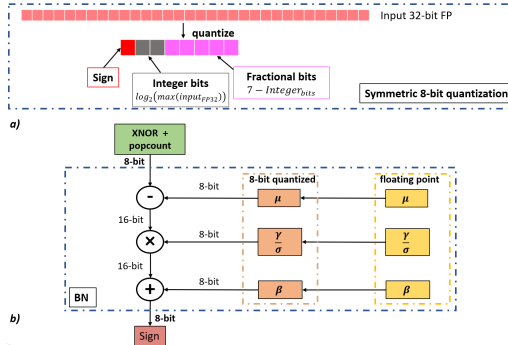 Input 32-bit FP
quantize
Sign
Integer bits
log₂(max(input_FP32))
Fractional bits
7 − Integer_bits
Symmetric 8-bit quantization
a)
XNOR +
popcount
8-bit
8-bit quantized
floating point
-
8-bit
μ
μ
16-bit
×
8-bit
γ/σ
γ/σ
16-bit
+
8-bit
β
β
BN
8-bit
b)
Sign